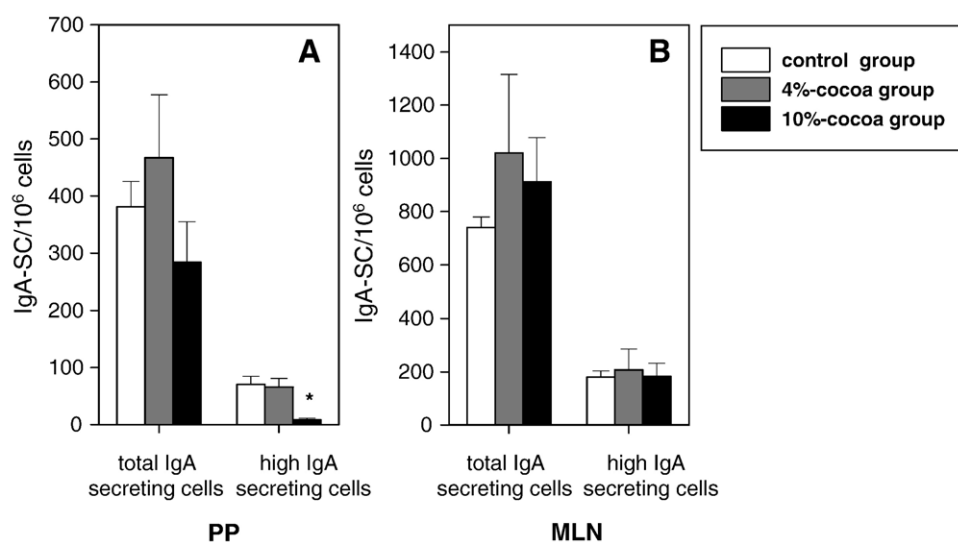 A
IgA-SC/10⁶ cells
700
600
500
400
300
200
100
0
*
total IgA
secreting cells
high IgA
secreting cells
PP
B
IgA-SC/10⁶ cells
1400
1200
1000
800
600
400
200
0
total IgA
secreting cells
high IgA
secreting cells
MLN
control group
4%-cocoa group
10%-cocoa group